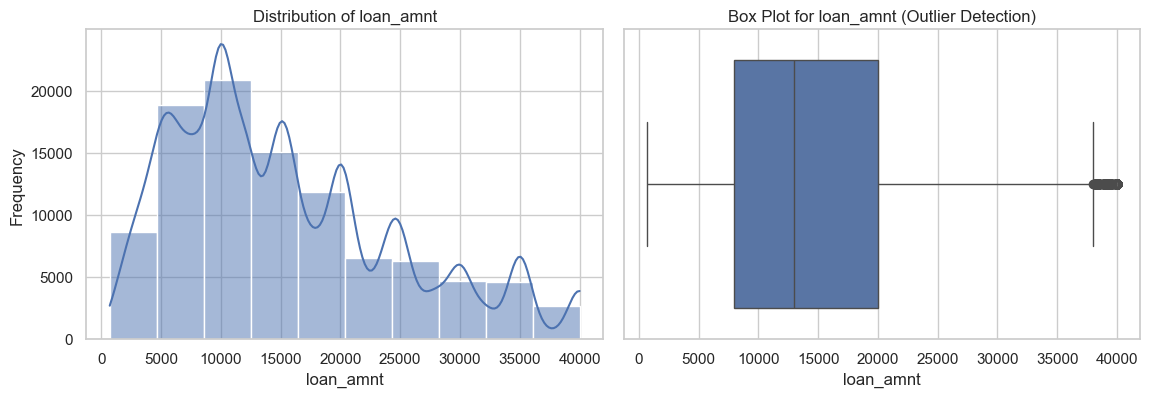 Distribution of loan_amnt
Frequency
20000
15000
10000
5000
0
0 5000 10000 15000 20000 25000 30000 35000 40000
loan_amnt
Box Plot for loan_amnt (Outlier Detection)
0 5000 10000 15000 20000 25000 30000 35000 40000
loan_amnt